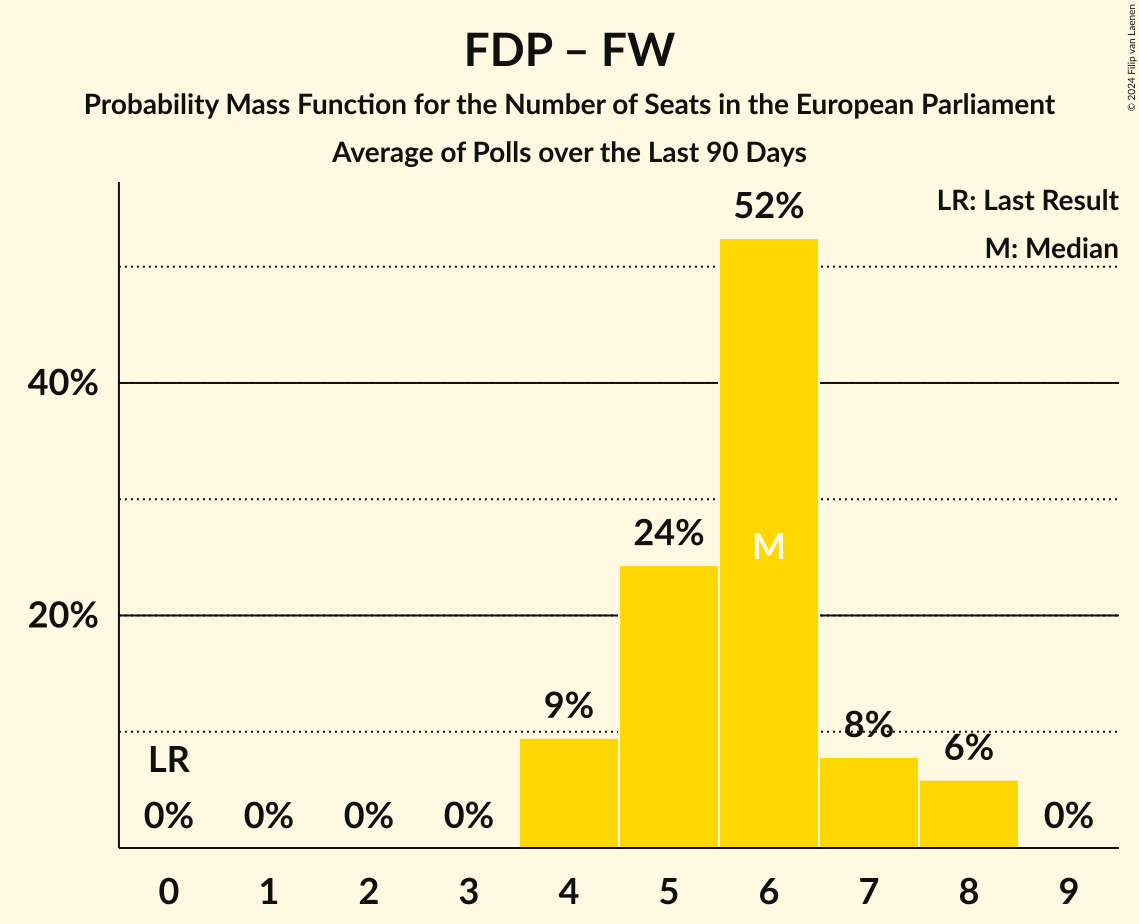 FDP – FW
Probability Mass Function for the Number of Seats in the European Parliament
Average of Polls over the Last 90 Days
© 2024 Filip van Laenen
LR: Last Result
M: Median
52%
40%
24%
M
20%
9%
8%
6%
LR
0% 0% 0% 0% 0%
0 1 2 3 4 5 6 7 8 9